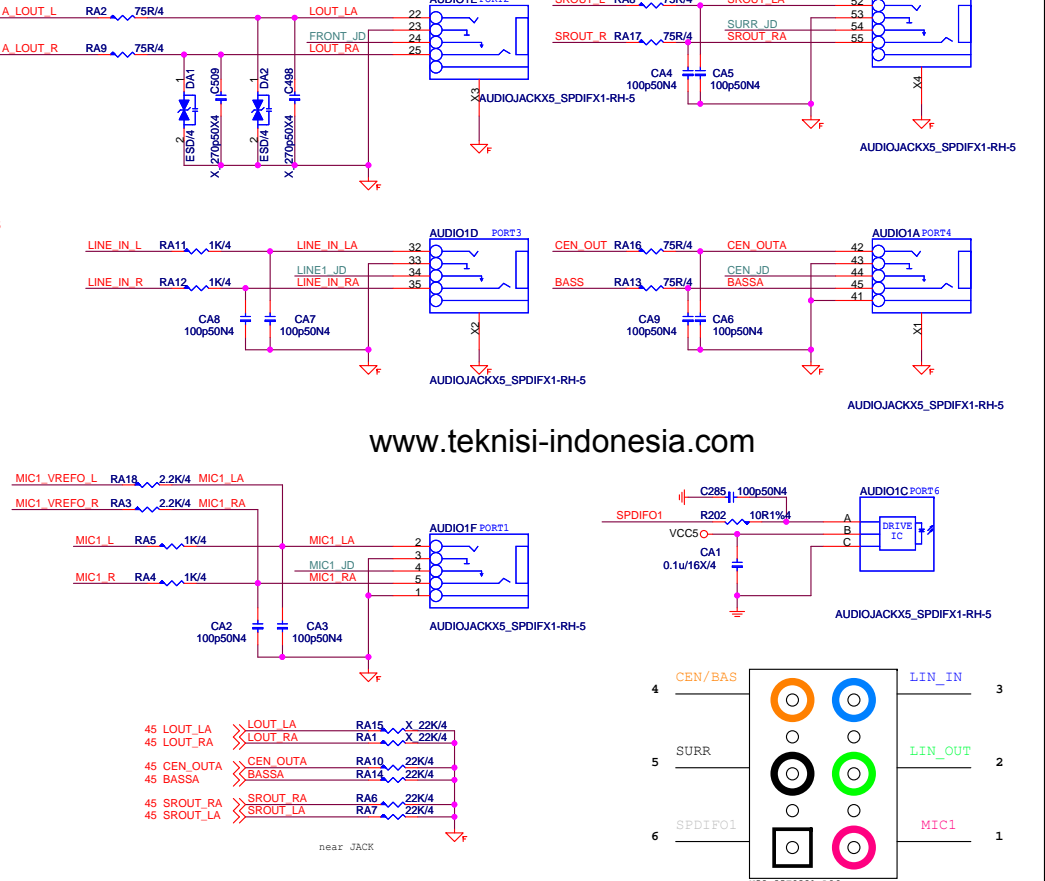 A_LOUT_L RA2 75R/4 LOUT_LA 22
23
FRONT_JD 24
A_LOUT_R RA9 75R/4 LOUT_RA 25
1 DA1 C509 1 DA2 C498
2 ESD/4 X_270p50X4 2 ESD/4 X_270p50X4
X3
AUDIOJACKX5_SPDIFX1-RH-5
F
F
52
53
SURR_JD 54
SROUT_R RA17 75R/4 SROUT_RA 55
CA4 CA5
100p50N4 100p50N4
X4
F
F
AUDIOJACKX5_SPDIFX1-RH-5
AUDIO1D PORT3
LINE_IN_L RA11 1K/4 LINE_IN_LA 32
33
LINE1_JD 34
LINE_IN_R RA12 1K/4 LINE_IN_RA 35
CA8 CA7
100p50N4 100p50N4
X2
F
F
AUDIOJACKX5_SPDIFX1-RH-5
AUDIO1A PORT4
CEN_OUT RA16 75R/4 CEN_OUTA 42
43
CEN_JD 44
BASS RA13 75R/4 BASSA 45
41
CA9 CA6
100p50N4 100p50N4
X1
F
F
AUDIOJACKX5_SPDIFX1-RH-5
www.teknisi-indonesia.com
MIC1_VREFO_L RA18 2.2K/4 MIC1_LA
MIC1_VREFO_R RA3 2.2K/4 MIC1_RA
AUDIO1F PORT1
MIC1_L RA5 1K/4 MIC1_LA 2
3
MIC1_JD 4
MIC1_R RA4 1K/4 MIC1_RA 5
1
CA2 CA3
100p50N4 100p50N4
F
AUDIOJACKX5_SPDIFX1-RH-5
C285 100p50N4
AUDIO1C PORT6
SPDIFO1 R202 10R1%4 A
VCC5 B
C
DRIVE
IC
CA1
0.1u/16X/4
AUDIOJACKX5_SPDIFX1-RH-5
45 LOUT_LA LOUT_LA RA15 X_22K/4
45 LOUT_RA LOUT_RA RA1 X_22K/4
45 CEN_OUTA CEN_OUTA RA10 22K/4
45 BASSA BASSA RA14 22K/4
45 SROUT_RA SROUT_RA RA6 22K/4
45 SROUT_LA SROUT_LA RA7 22K/4
F
near JACK
4 CEN/BAS LIN_IN 3
5 SURR LIN_OUT 2
6 SPDIFO1 MIC1 1